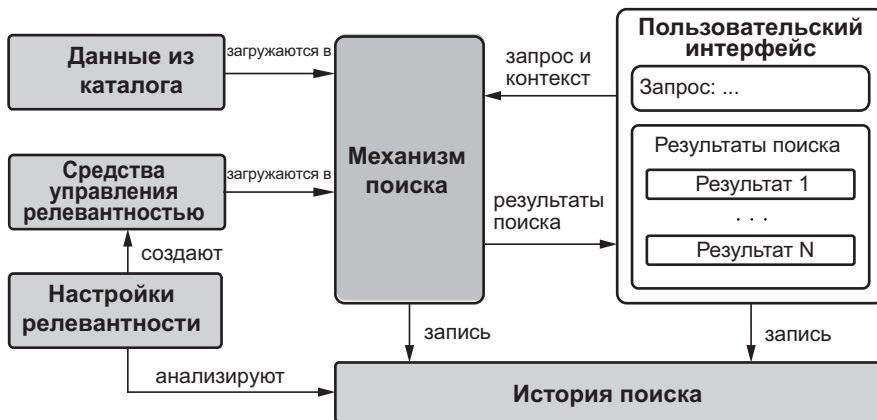 Данные из
каталога
загружаются в
Механизм
поиска
запрос и
контекст
Пользовательский
интерфейс
Запрос: ...
Результаты поиска
Результат 1
. . .
Результат N
Средства
управления
релевантностью
загружаются в
результаты
поиска
создают
Настройки
релевантности
запись
запись
анализируют
История поиска